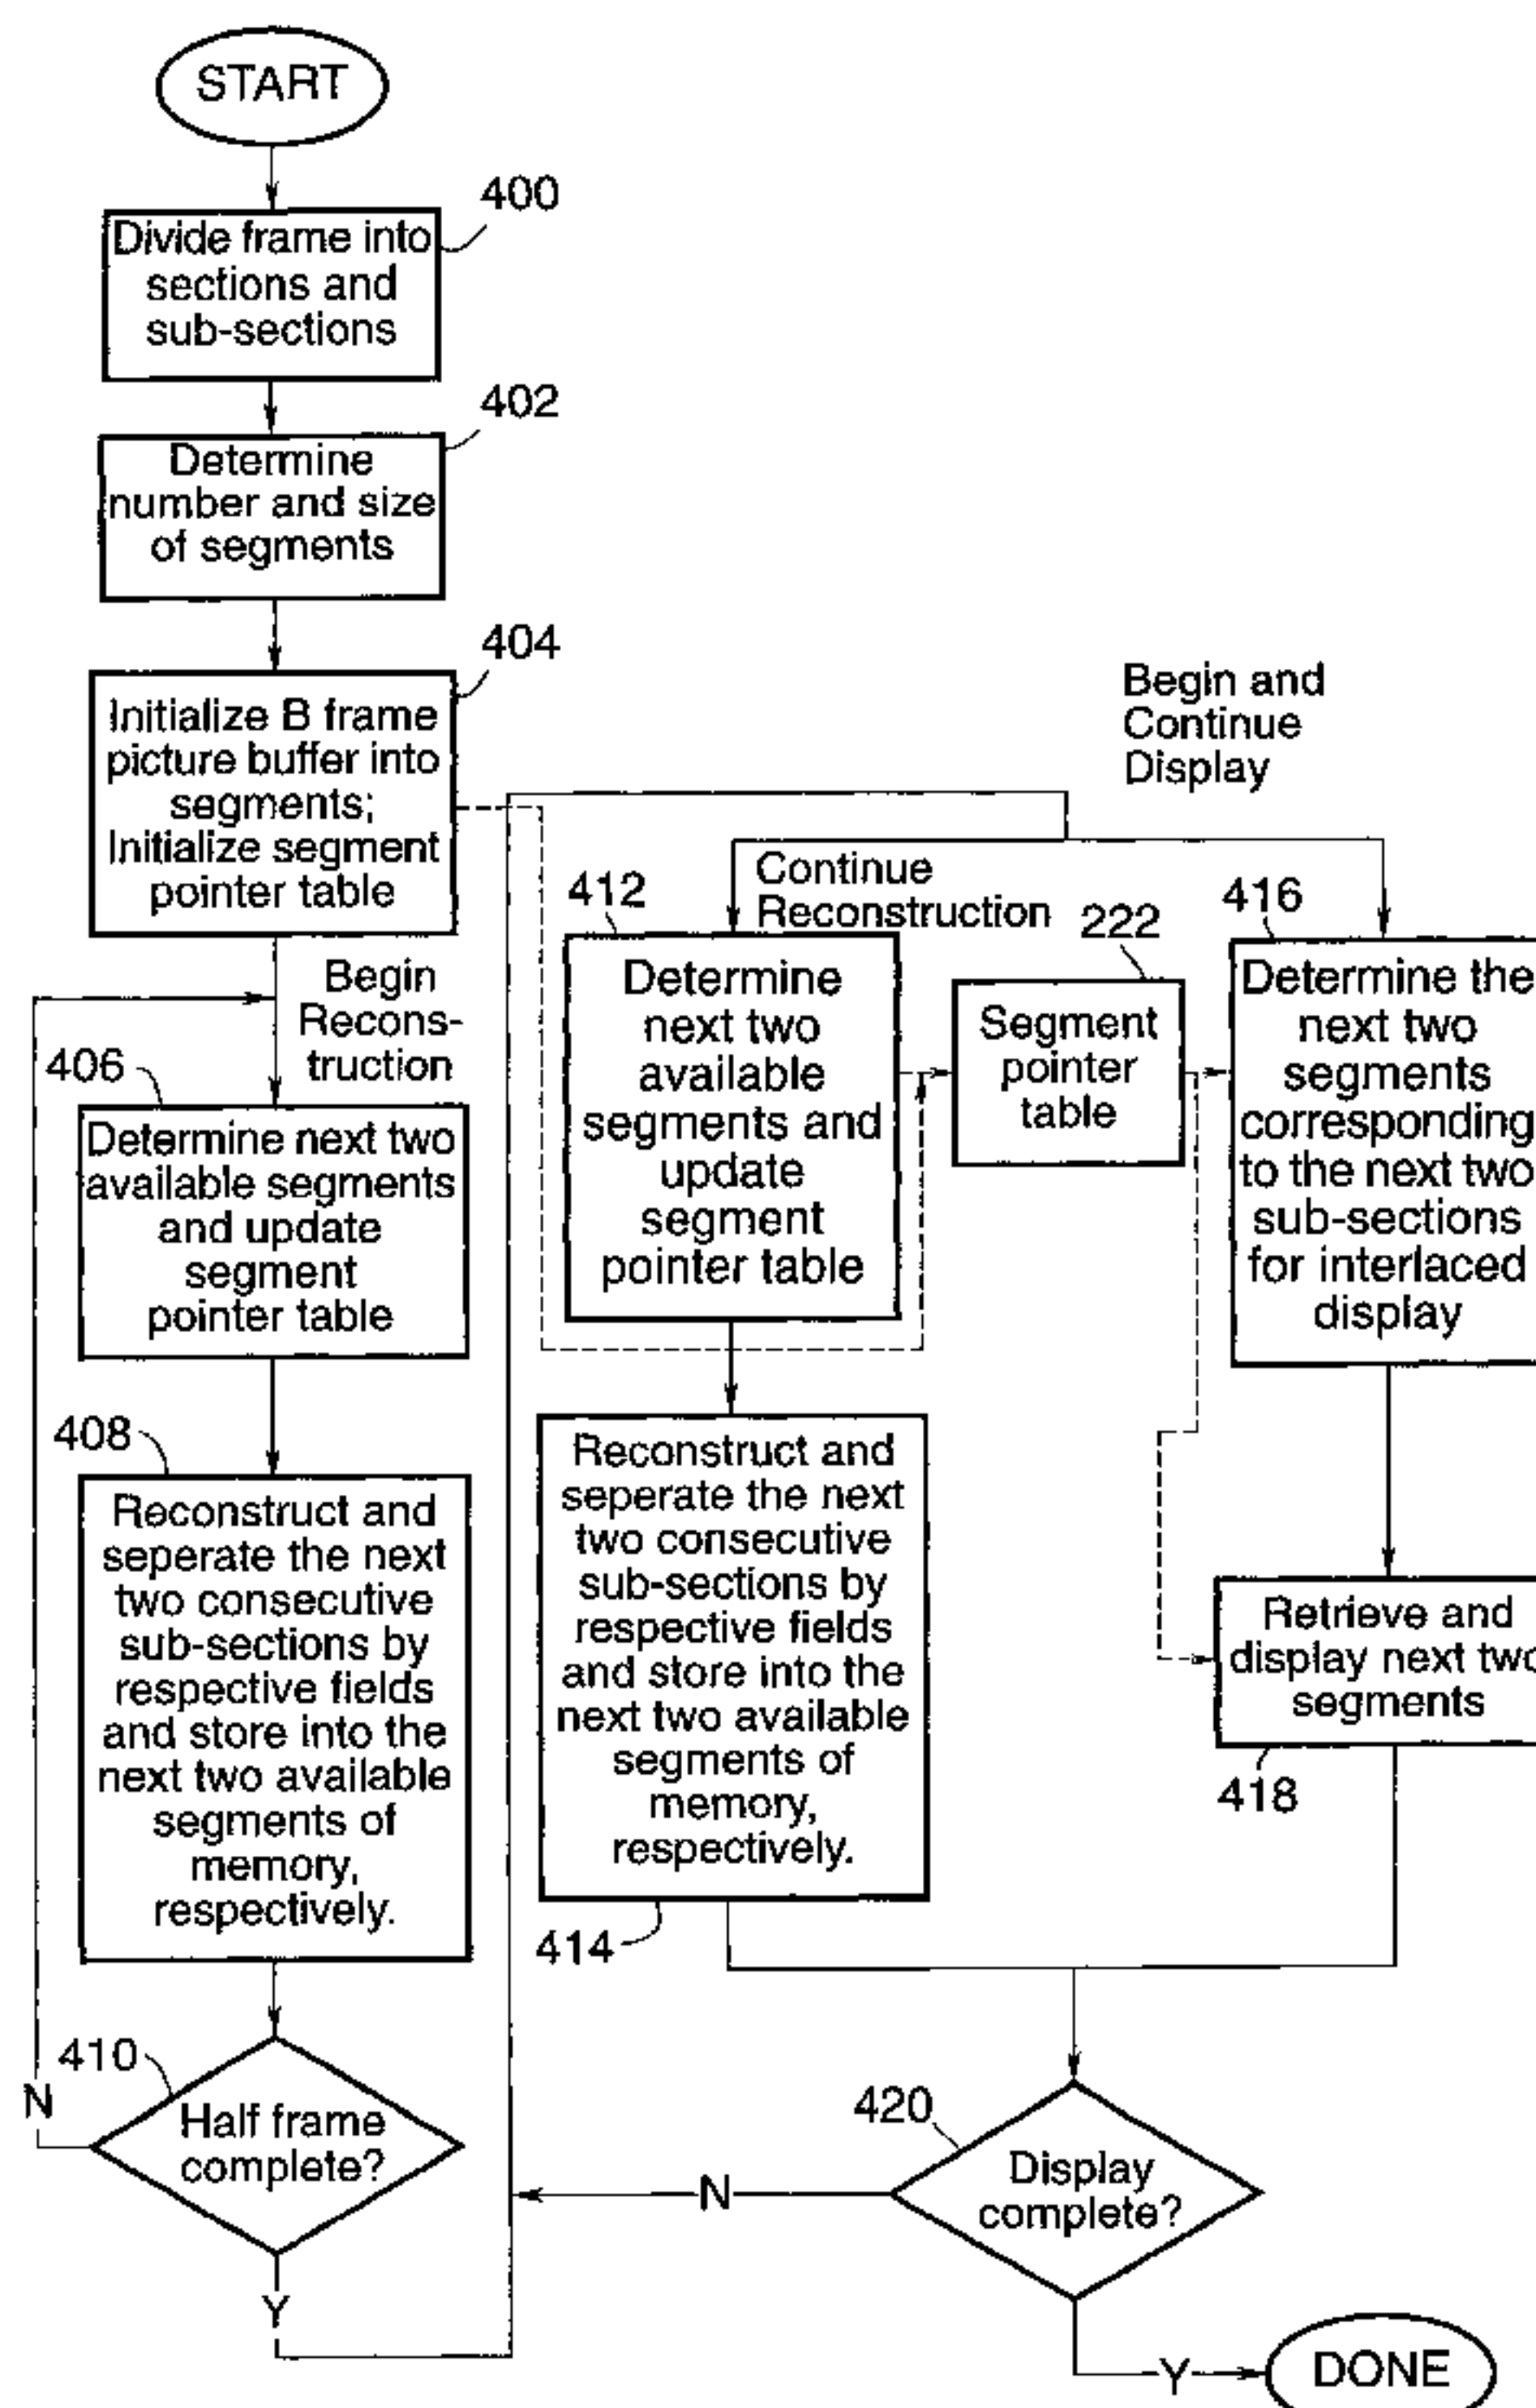 START
400
Divide frame into
sections and
sub-sections
402
Determine
number and size
of segments
404
Initialize B frame
picture buffer into
segments;
Initialize segment
pointer table
Begin
Recons-
truction
406
Determine next two
available segments
and update
segment
pointer table
408
Reconstruct and
seperate the next
two consecutive
sub-sections by
respective fields
and store into the
next two available
segments of
memory,
respectively.
410
Half frame
complete?
N
Y
Begin and
Continue
Display
Continue
Reconstruction
412
Determine
next two
available
segments and
update
segment
pointer table
222
Segment
pointer
table
416
Determine the
next two
segments
corresponding
to the next two
sub-sections
for interlaced
display
Reconstruct and
seperate the next
two consecutive
sub-sections by
respective fields
and store into the
next two available
segments of
memory,
respectively.
414
Retrieve and
display next two
segments
418
420
Display
complete?
N
Y
DONE